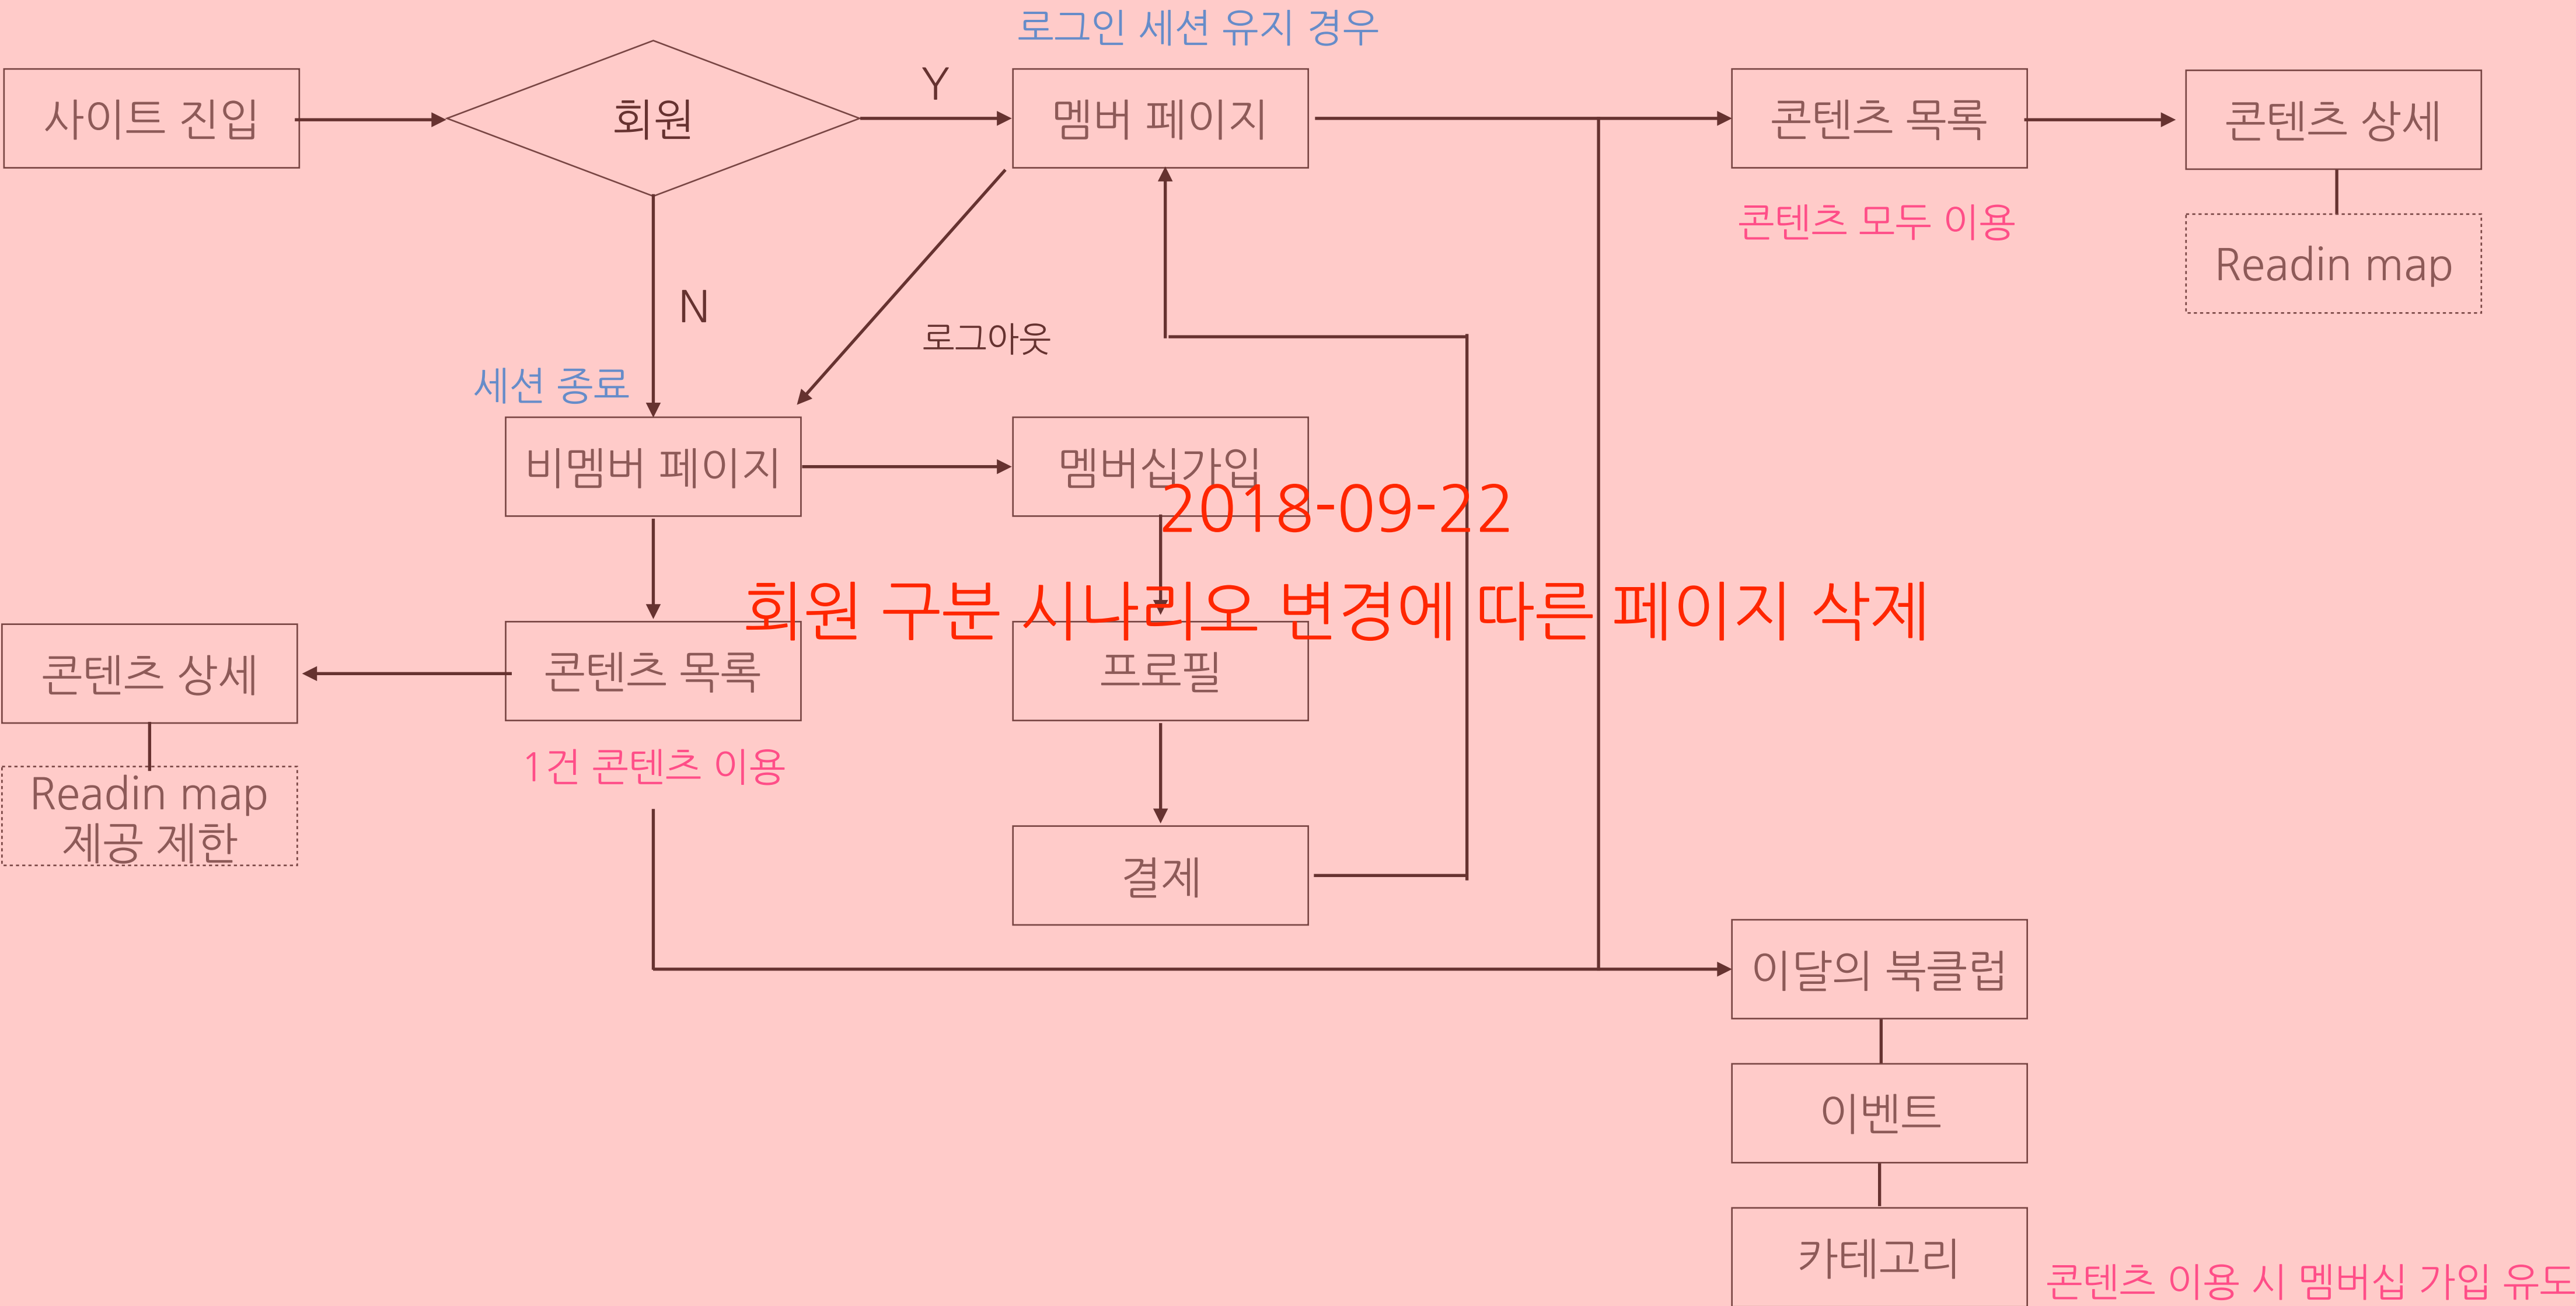 로그인 세션 유지 경우
사이트 진입
회원
Y
멤버 페이지
콘텐츠 목록
콘텐츠 상세
콘텐츠 모두 이용
Readin map
N
로그아웃
세션 종료
비멤버 페이지
멤버십가입
2018-09-22
회원 구분 시나리오 변경에 따른 페이지 삭제
콘텐츠 상세
콘텐츠 목록
프로필
1건 콘텐츠 이용
Readin map
제공 제한
결제
이달의 북클럽
이벤트
카테고리
콘텐츠 이용 시 멤버십 가입 유도